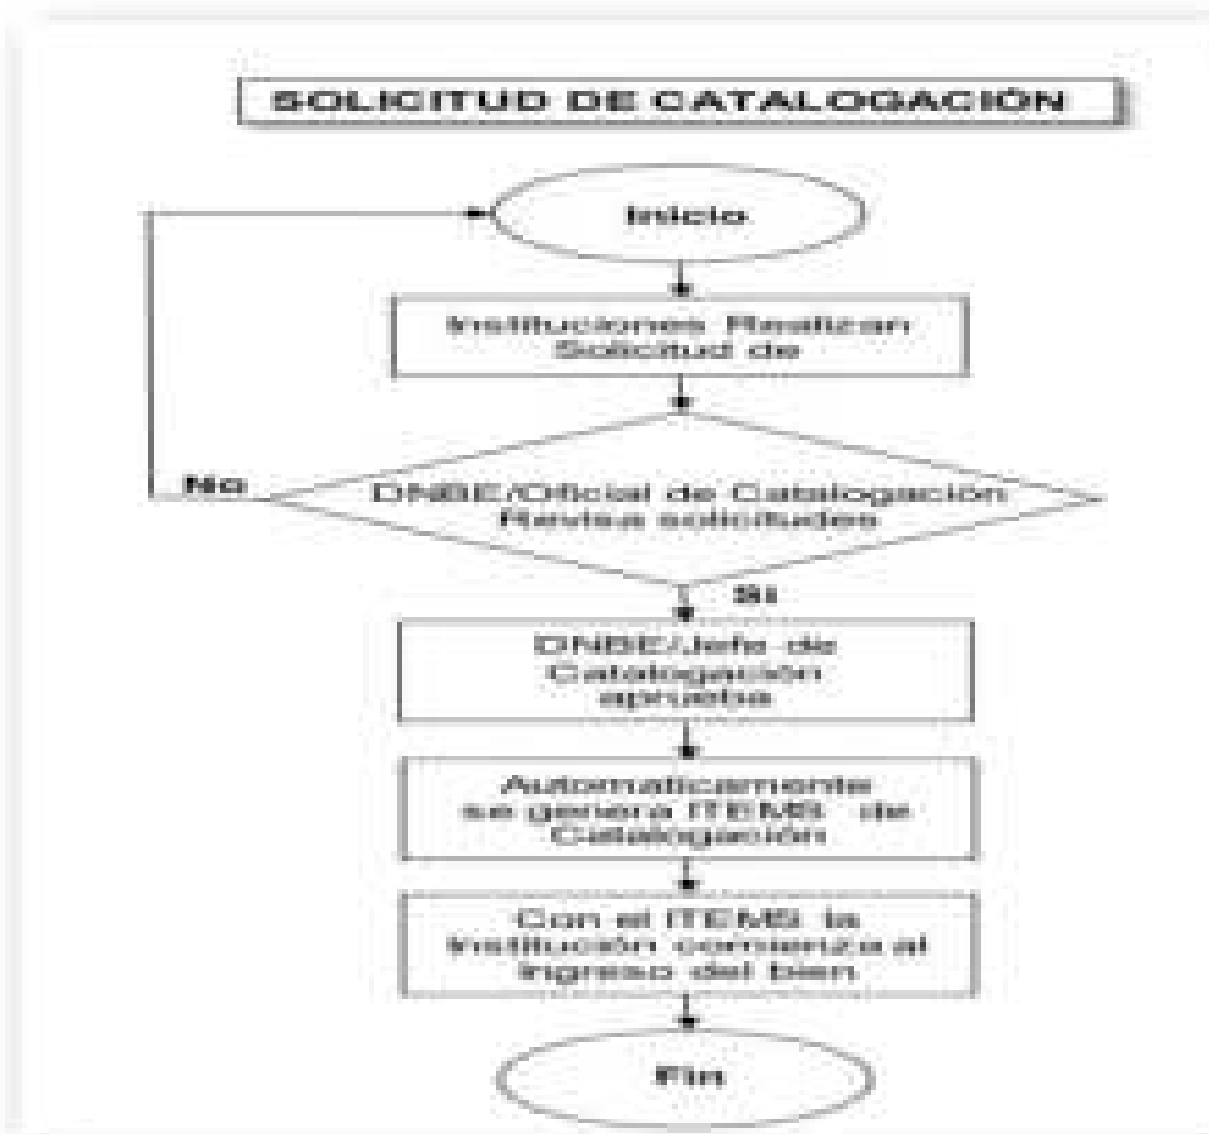 SOLICITUD DE CATALOGACIÓN
Inicio
Instituciones Realizan
Solicitud de
No
DNBE/Oficial de Catalogación
Revisa solicitudes
Si
DNBE/Jefe de
Catalogación
aprueba
Automaticamente
se genera ITEMS de
Catalogación
Con el ITEMS la
Institución comienza al
ingreso del bien
Fin